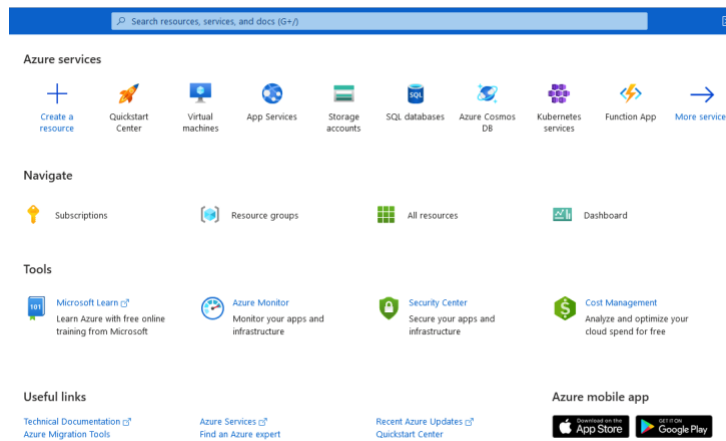 Search resources, services, and docs (G+/)
Azure services
Create a resource
Quickstart Center
Virtual machines
App Services
Storage accounts
SQL
SQL databases
Azure Cosmos DB
Kubernetes services
Function App
More service
Navigate
Subscriptions
Resource groups
All resources
Dashboard
Tools
101
Microsoft Learn
Learn Azure with free online
training from Microsoft
Azure Monitor
Monitor your apps and
infrastructure
Security Center
Secure your apps and
infrastructure
$
Cost Management
Analyze and optimize your
cloud spend for free
Useful links
Technical Documentation
Azure Services
Recent Azure Updates
Azure Migration Tools
Find an Azure expert
Quickstart Center
Azure mobile app
Download on the
App Store
GET IT ON
Google Play